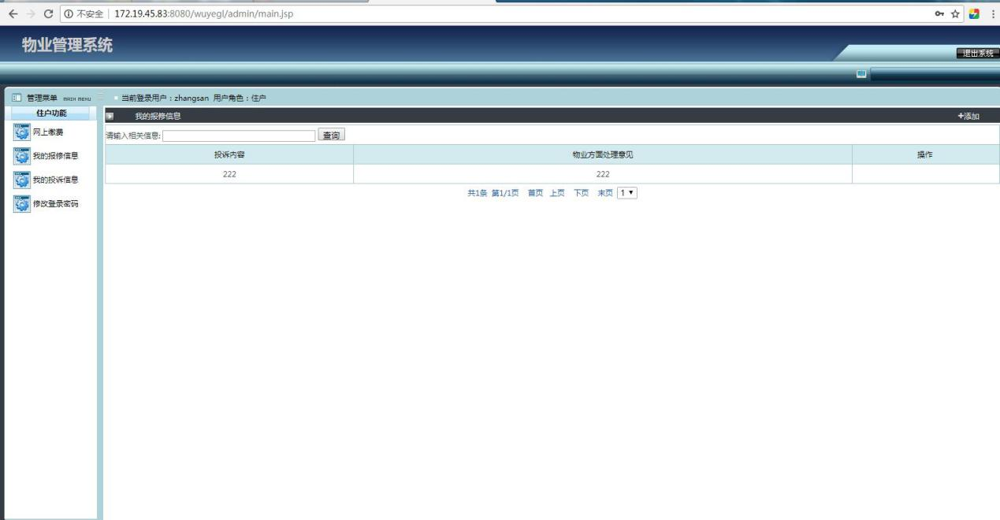 不安全 172.19.45.83:8080/wuyegl/admin/main.jsp
物业管理系统
退出系统
管理菜单 MAIN MENU
当前登录用户：zhangsan 用户角色：住户
住户功能
我的报修信息
+添加
网上缴费
请输入相关信息:
查询
我的报修信息
投诉内容 物业方面处理意见 操作
我的投诉信息
222 222
共1条 第1/1页 首页 上页 下页 末页 1
修改登录密码